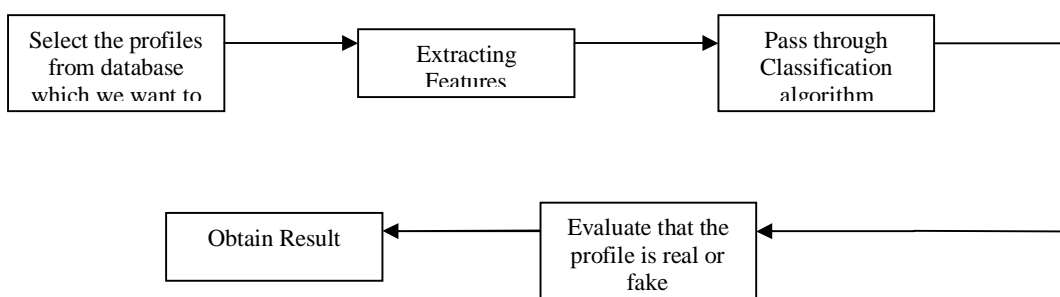 Select the profiles
from database
which we want to
Extracting
Features
Pass through
Classification
algorithm
Obtain Result
Evaluate that the
profile is real or
fake